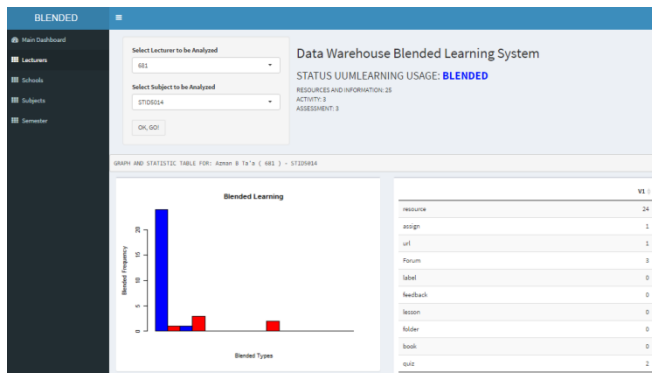 BLENDED
Main Dashboard
Lecturers
Schools
Subjects
Semester
Select Lecturer to be Analyzed
681
Select Subject to be Analyzed
STID5014
OK, GO!
Data Warehouse Blended Learning System
STATUS UUMLEARNING USAGE: BLENDED
RESOURCES AND INFORMATION: 25
ACTIVITY: 3
ASSESSMENT: 3
GRAPH AND STATISTIC TABLE FOR: Azman B Ta'a ( 681 ) - STID5014
Blended Learning
Blended Frequency
20
15
10
5
0
Blended Types
V1
resource 24
assign 1
url 1
Forum 3
label 0
feedback 0
lesson 0
folder 0
book 0
quiz 2